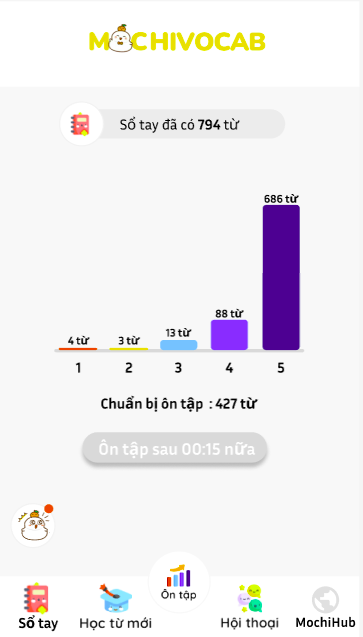 MOCHIVOCAB
Sổ tay đã có 794 từ
686 từ
88 từ
13 từ
4 từ
3 từ
1 2 3 4 5
Chuẩn bị ôn tập : 427 từ
Ôn tập sau 00:15 nữa
Sổ tay
Học từ mới
Ôn tập
Hội thoại
MochiHub